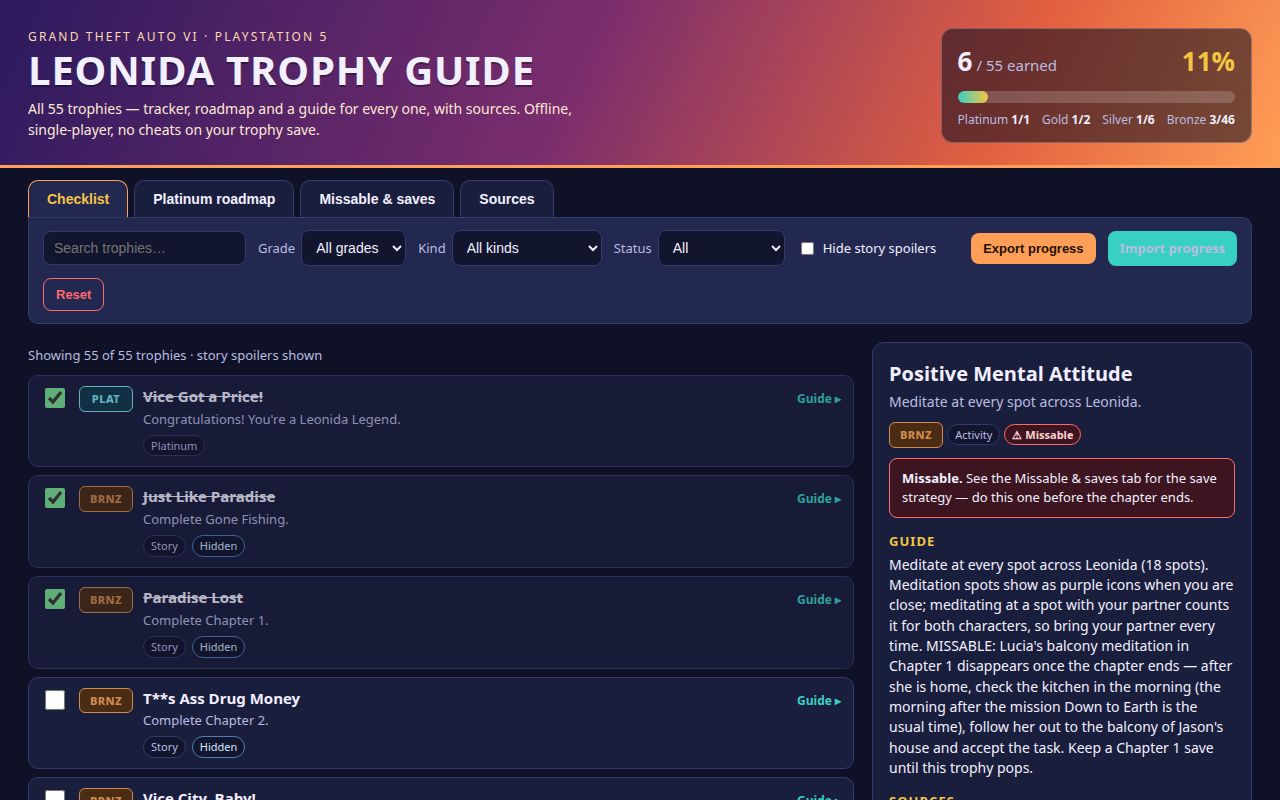 GRAND THEFT AUTO VI · PLAYSTATION 5
LEONIDA TROPHY GUIDE
All 55 trophies — tracker, roadmap and a guide for every one, with sources. Offline,
single-player, no cheats on your trophy save.
6 / 55 earned 11%
Platinum 1/1 Gold 1/2 Silver 1/6 Bronze 3/46
Checklist Platinum roadmap Missable & saves Sources
Search trophies… Grade All grades Kind All kinds Status All Hide story spoilers Export progress Import progress
Reset
Showing 55 of 55 trophies · story spoilers shown
PLAT Vice Got a Price! Guide ▸
Congratulations! You're a Leonida Legend.
Platinum
BRNZ Just Like Paradise Guide ▸
Complete Gone Fishing.
Story Hidden
BRNZ Paradise Lost Guide ▸
Complete Chapter 1.
Story Hidden
BRNZ T**s Ass Drug Money Guide ▸
Complete Chapter 2.
Story Hidden
BRNZ Vice City, Baby! Guide ▸
Positive Mental Attitude
Meditate at every spot across Leonida.
BRNZ Activity ⚠ Missable
Missable. See the Missable & saves tab for the save
strategy — do this one before the chapter ends.
GUIDE
Meditate at every spot across Leonida (18 spots).
Meditation spots show as purple icons when you are
close; meditating at a spot with your partner counts
it for both characters, so bring your partner every
time. MISSABLE: Lucia's balcony meditation in
Chapter 1 disappears once the chapter ends — after
she is home, check the kitchen in the morning (the
morning after the mission Down to Earth is the
usual time), follow her out to the balcony of Jason's
house and accept the task. Keep a Chapter 1 save
until this trophy pops.
SOURCES